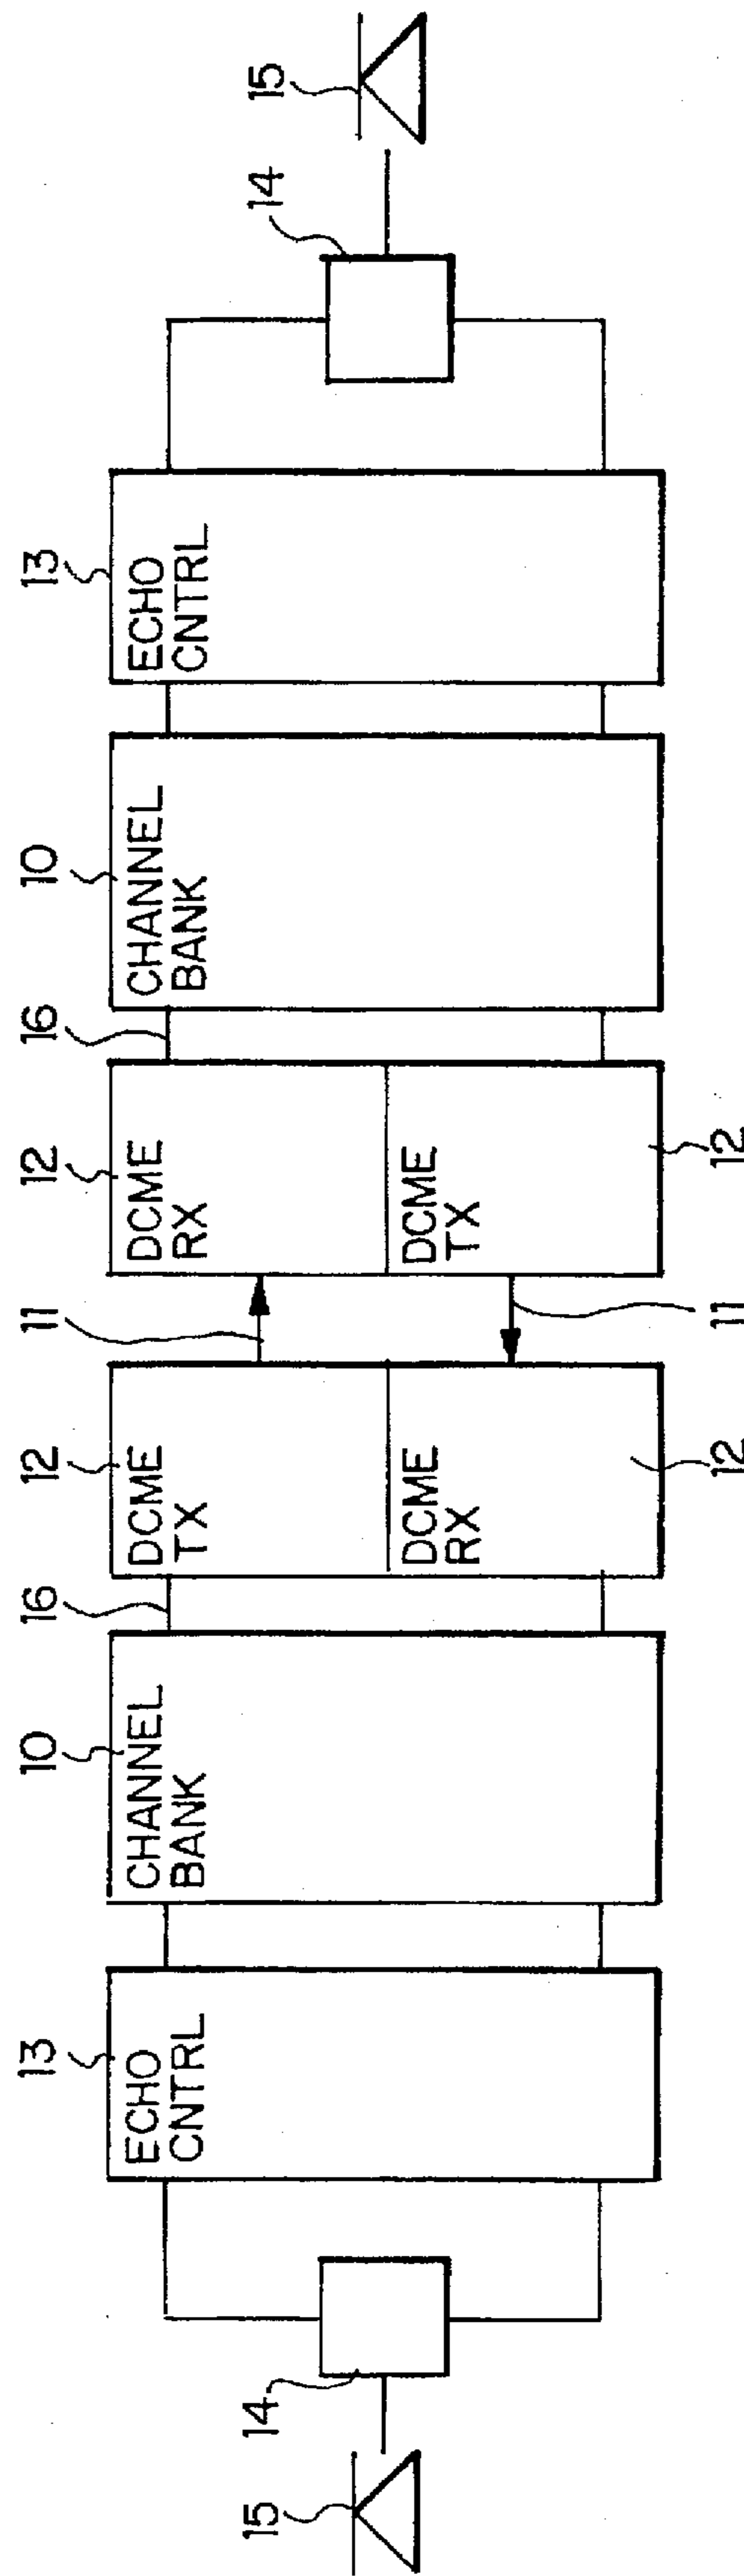 13
10
16
12
11
12
16
10
13
ECHO
CNTRL
CHANNEL
BANK
DCME
TX
DCME
RX
CHANNEL
BANK
ECHO
CNTRL
15
14
14
15
DCME
RX
DCME
TX
12
11
12